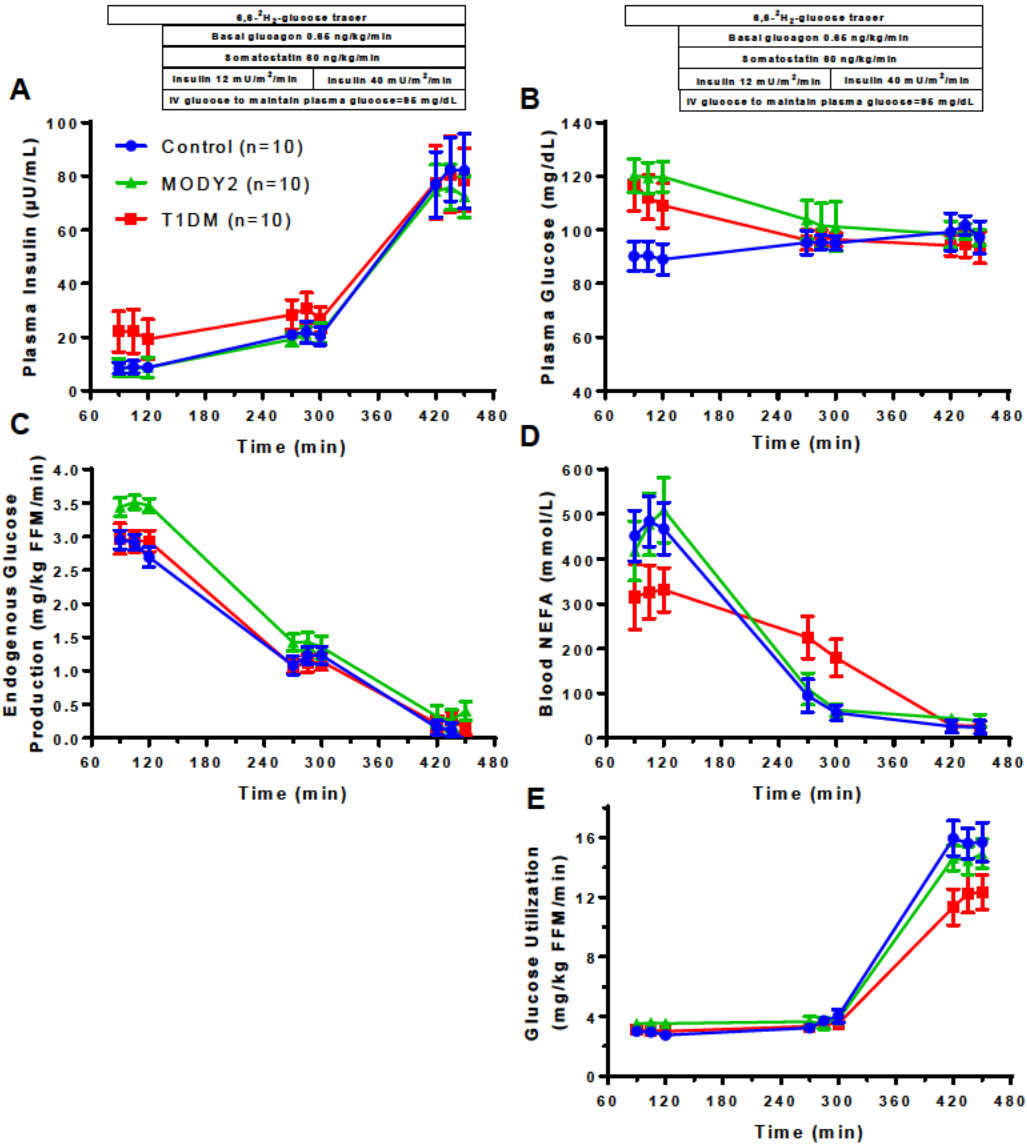 6,6-²H₂-glucose tracer
Basal glucagon 0.65 ng/kg/min
Somatostatin 60 ng/kg/min
Insulin 12 mU/m²/min Insulin 40 mU/m²/min
IV glucose to maintain plasma glucose=95 mg/dL
6,6-²H₂-glucose tracer
Basal glucagon 0.65 ng/kg/min
Somatostatin 60 ng/kg/min
Insulin 12 mU/m²/min Insulin 40 mU/m²/min
IV glucose to maintain plasma glucose=95 mg/dL
A
Plasma Insulin (µU/mL)
100
80
60
40
20
0
Control (n=10)
MODY2 (n=10)
T1DM (n=10)
60 120 180 240 300 360 420 480
Time (min)
B
Plasma Glucose (mg/dL)
140
120
100
80
60
40
60 120 180 240 300 360 420 480
Time (min)
C
Endogenous Glucose
Production (mg/kg FFM/min)
4.0
3.5
3.0
2.5
2.0
1.5
1.0
0.5
0.0
60 120 180 240 300 360 420 480
Time (min)
D
Blood NEFA (mmol/L)
600
500
400
300
200
100
0
60 120 180 240 300 360 420 480
Time (min)
E
Glucose Utilization
(mg/kg FFM/min)
16
12
8
4
0
60 120 180 240 300 360 420 480
Time (min)